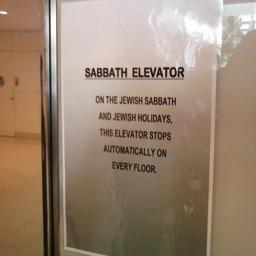 SABBATH ELEVATOR
ON THE JEWISH SABBATH
AND JEWISH HOLIDAYS,
THIS ELEVATOR STOPS
AUTOMATICALLY ON
EVERY FLOOR.